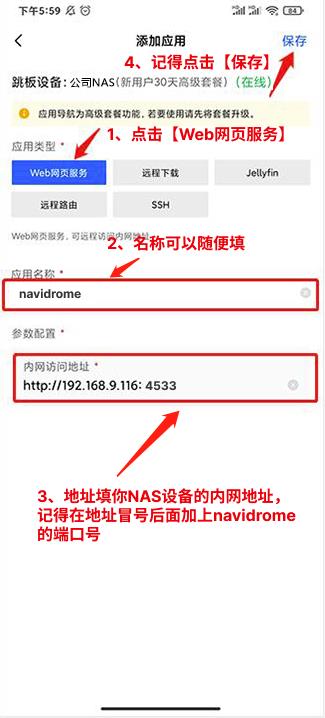 下午5:59
84
添加应用
保存
4、记得点击【保存】
跳板设备：公司NAS(新用户30天高级套餐)（在线）
应用导航为高级套餐功能，若要使用请先将套餐升级。
1、点击【Web网页服务】
应用类型 *
Web网页服务 远程下载 Jellyfin
远程路由 SSH
Web网页服务，可远程访问内网地址
2、名称可以随便填
应用名称 *
navidrome
参数配置 *
内网访问地址 *
http://192.168.9.116: 4533
3、地址填你NAS设备的内网地址，
记得在地址冒号后面加上navidrome
的端口号